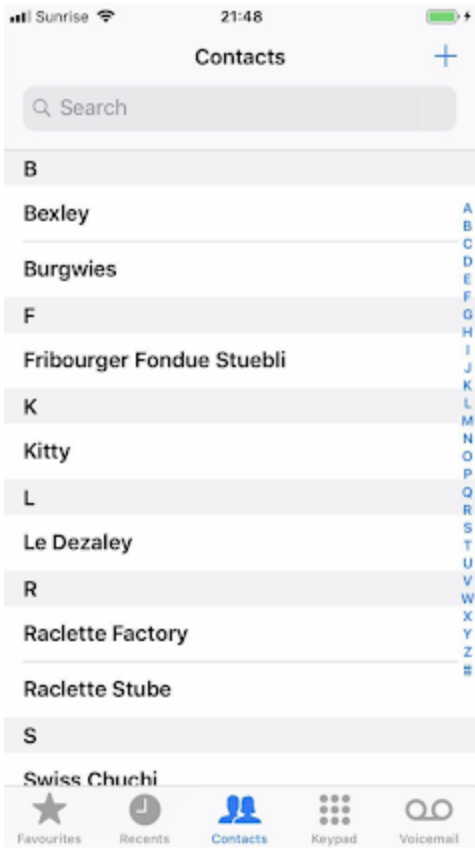 Sunrise 21:48
Contacts
Search
B
Bexley
Burgwies
F
Fribourger Fondue Stuebli
K
Kitty
L
Le Dezaley
R
Raclette Factory
Raclette Stube
S
Swiss Chuchi
A
B
C
D
E
F
G
H
I
J
K
L
M
N
O
P
Q
R
S
T
U
V
W
X
Y
Z
#
Favourites Recents Contacts Keypad Voicemail